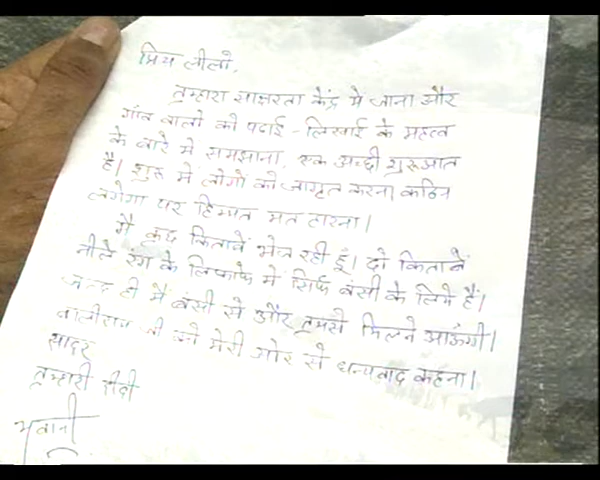 प्रिय लीलो,
तुम्हारा साक्षरता केंद्र में जाना और
गाँव वालों को पढाई-लिखाई के महत्व
के बारे में समझाना, एक अच्छी शुरूआत
है। शुरू में लोगों को जागृत करना कठिन
लगेगा पर हिम्मत मत हारना।
मैं कुछ किताबें भेज रही हूँ। दो किताबें
नीले रंग के लिफाफे में सिर्फ बंसी के लिये हैं।
जल्द ही मैं बंसी से और तुमसे मिलने आऊँगी।
बालीराम जी को मेरी ओर से धन्यवाद कहना।
सादर
तुम्हारी दीदी
भवानी